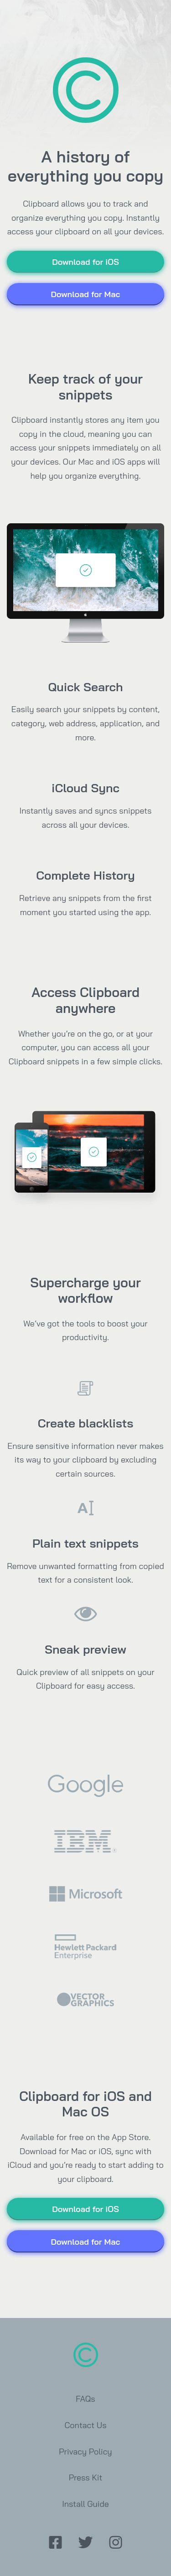 A history of
everything you copy
Clipboard allows you to track and
organize everything you copy. Instantly
access your clipboard on all your devices.
Download for iOS
Download for Mac
Keep track of your
snippets
Clipboard instantly stores any item you
copy in the cloud, meaning you can
access your snippets immediately on all
your devices. Our Mac and iOS apps will
help you organize everything.
Quick Search
Easily search your snippets by content,
category, web address, application, and
more.
iCloud Sync
Instantly saves and syncs snippets
across all your devices.
Complete History
Retrieve any snippets from the first
moment you started using the app.
Access Clipboard
anywhere
Whether you're on the go, or at your
computer, you can access all your
Clipboard snippets in a few simple clicks.
Supercharge your
workflow
We've got the tools to boost your
productivity.
Create blacklists
Ensure sensitive information never makes
its way to your clipboard by excluding
certain sources.
A
Plain text snippets
Remove unwanted formatting from copied
text for a consistent look.
Sneak preview
Quick preview of all snippets on your
Clipboard for easy access.
Google
IBM®
Microsoft
Hewlett Packard
Enterprise
VECTOR
GRAPHICS
Clipboard for iOS and
Mac OS
Available for free on the App Store.
Download for Mac or iOS, sync with
iCloud and you're ready to start adding to
your clipboard.
Download for iOS
Download for Mac
FAQs
Contact Us
Privacy Policy
Press Kit
Install Guide